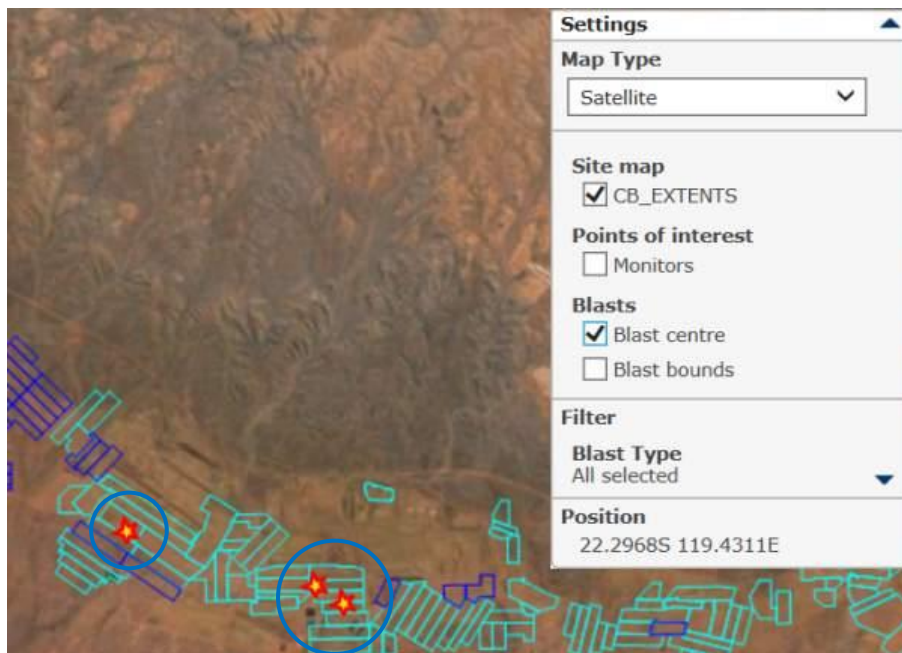 Settings
Map Type
Satellite
Site map
CB_EXTENTS
Points of interest
Monitors
Blasts
Blast centre
Blast bounds
Filter
Blast Type
All selected
Position
22.2968S 119.4311E